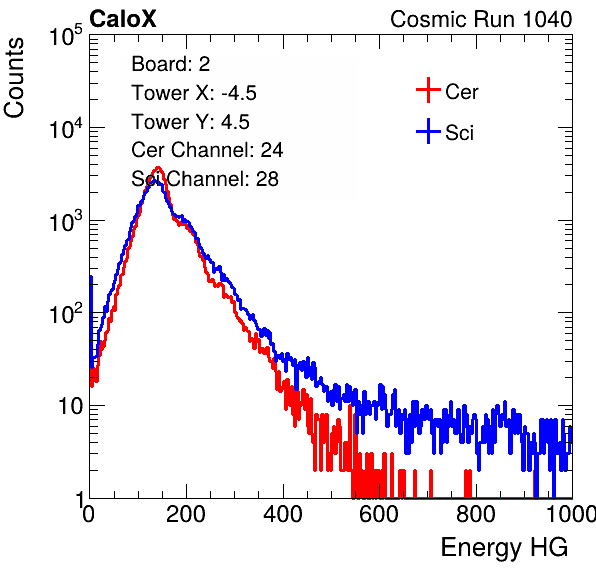 CaloX Cosmic Run 1040
Counts
Board: 2
Tower X: -4.5
Tower Y: 4.5
Cer Channel: 24
Sci Channel: 28
Cer
Sci
10^5
10^4
10^3
10^2
10
1
0 200 400 600 800 1000
Energy HG